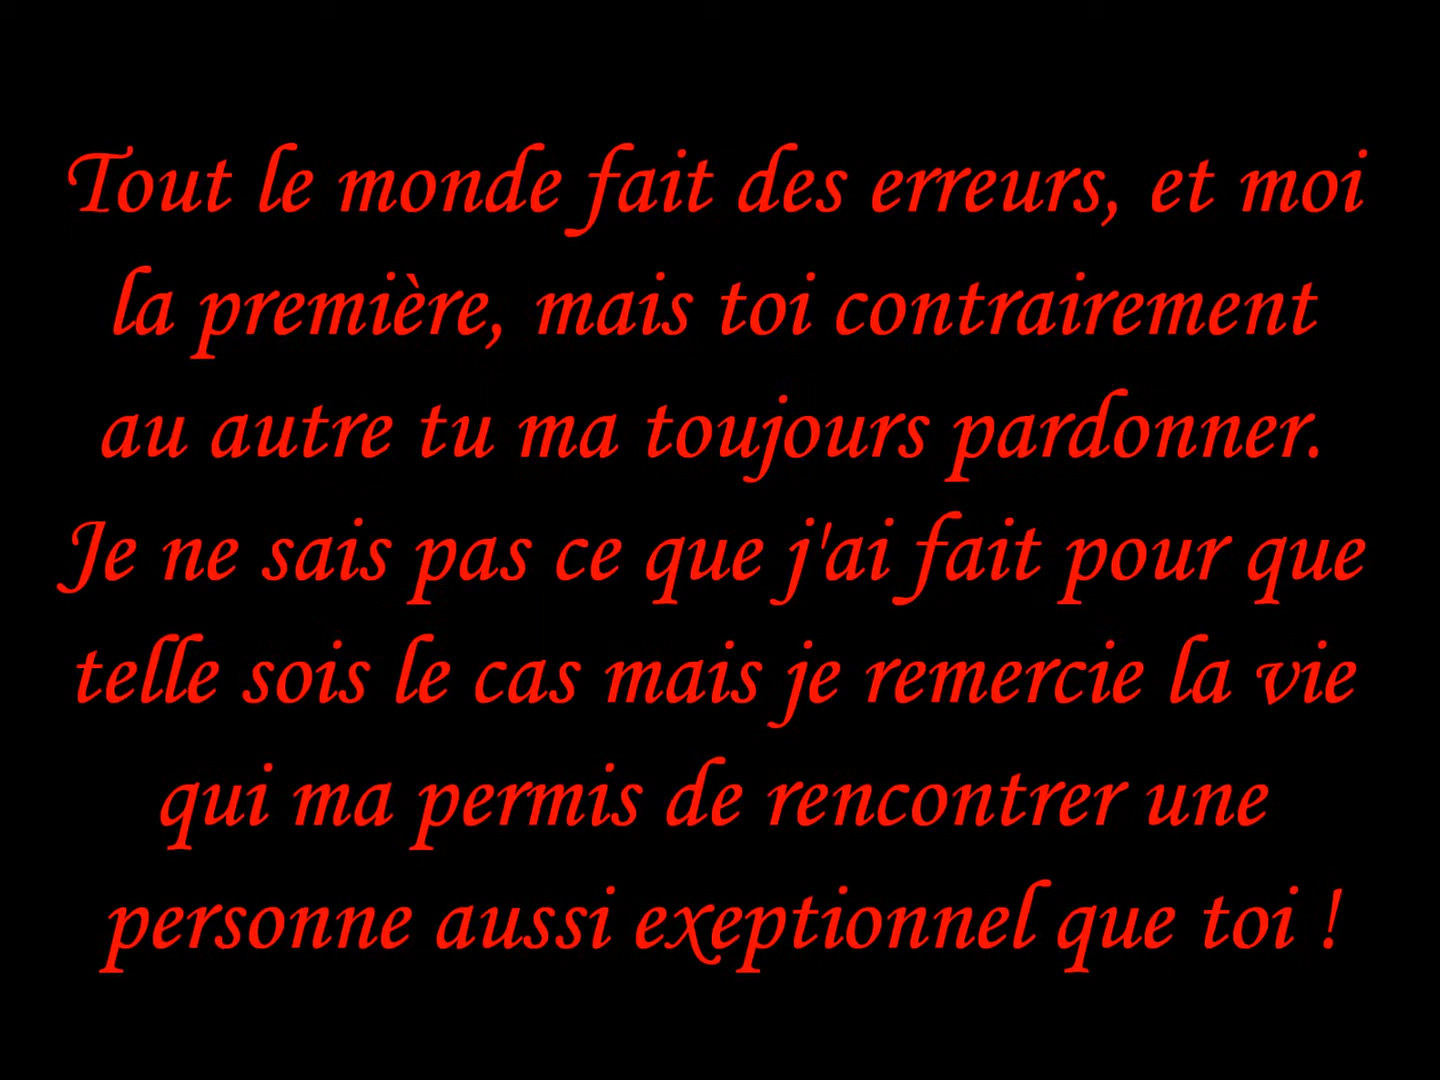 Tout le monde fait des erreurs, et moi
la première, mais toi contrairement
au autre tu ma toujours pardonner.
Je ne sais pas ce que j'ai fait pour que
telle sois le cas mais je remercie la vie
qui ma permis de rencontrer une
personne aussi exeptionnel que toi !